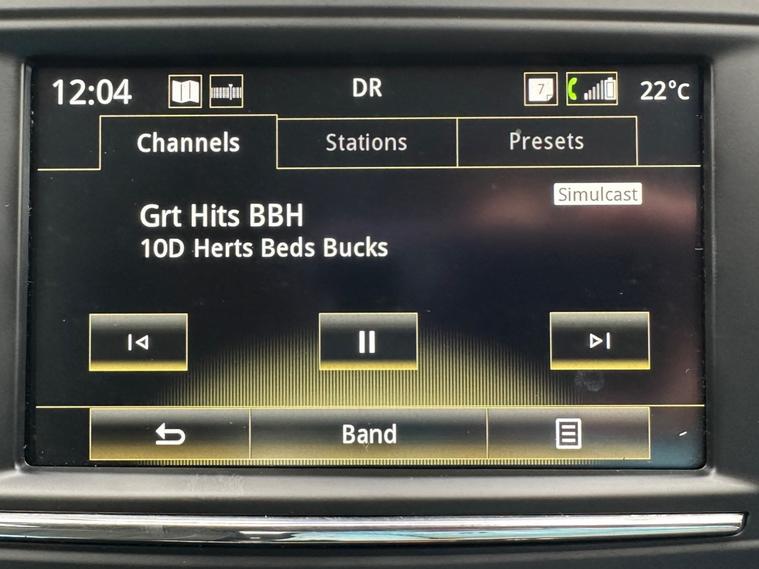 12:04
DR
7
22°C
Channels
Stations
Presets
Simulcast
Grt Hits BBH
10D Herts Beds Bucks
Band